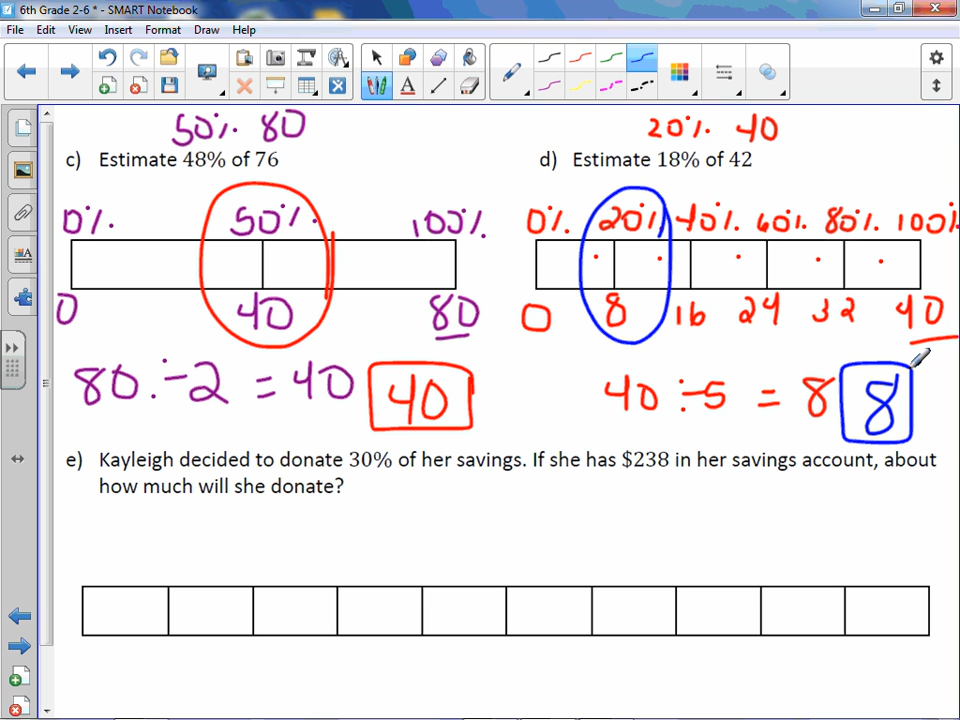 6th Grade 2-6 * - SMART Notebook
File Edit View Insert Format Draw Help
50% 80
20% 40
c) Estimate 48% of 76
d) Estimate 18% of 42
0% 50% 100%
0% 20% 40% 60% 80% 100%
0 40 80
0 8 16 24 32 40
80 ÷ 2 = 40 40
40 ÷ 5 = 8 8
e) Kayleigh decided to donate 30% of her savings. If she has $238 in her savings account, about
how much will she donate?